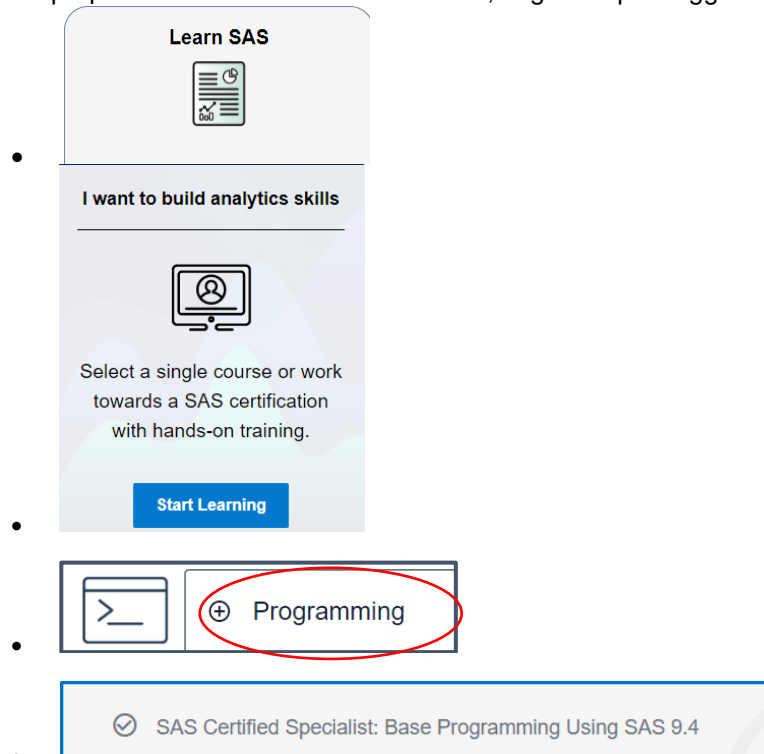 Learn SAS
I want to build analytics skills
Select a single course or work
towards a SAS certification
with hands-on training.
Start Learning
Programming
SAS Certified Specialist: Base Programming Using SAS 9.4